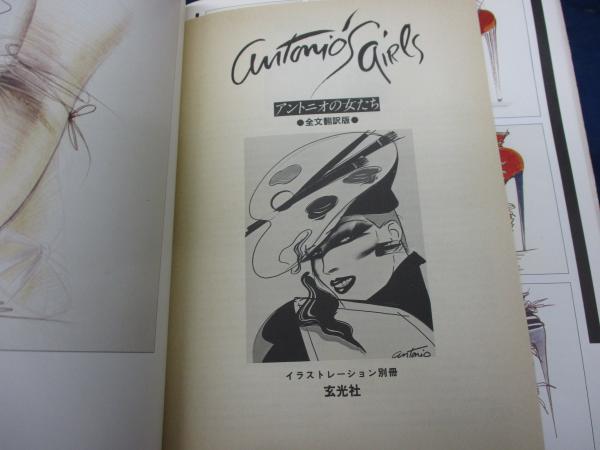 antonio's Girls
アントニオの女たち
●全文翻訳版●
antonio
イラストレーション別冊
玄光社